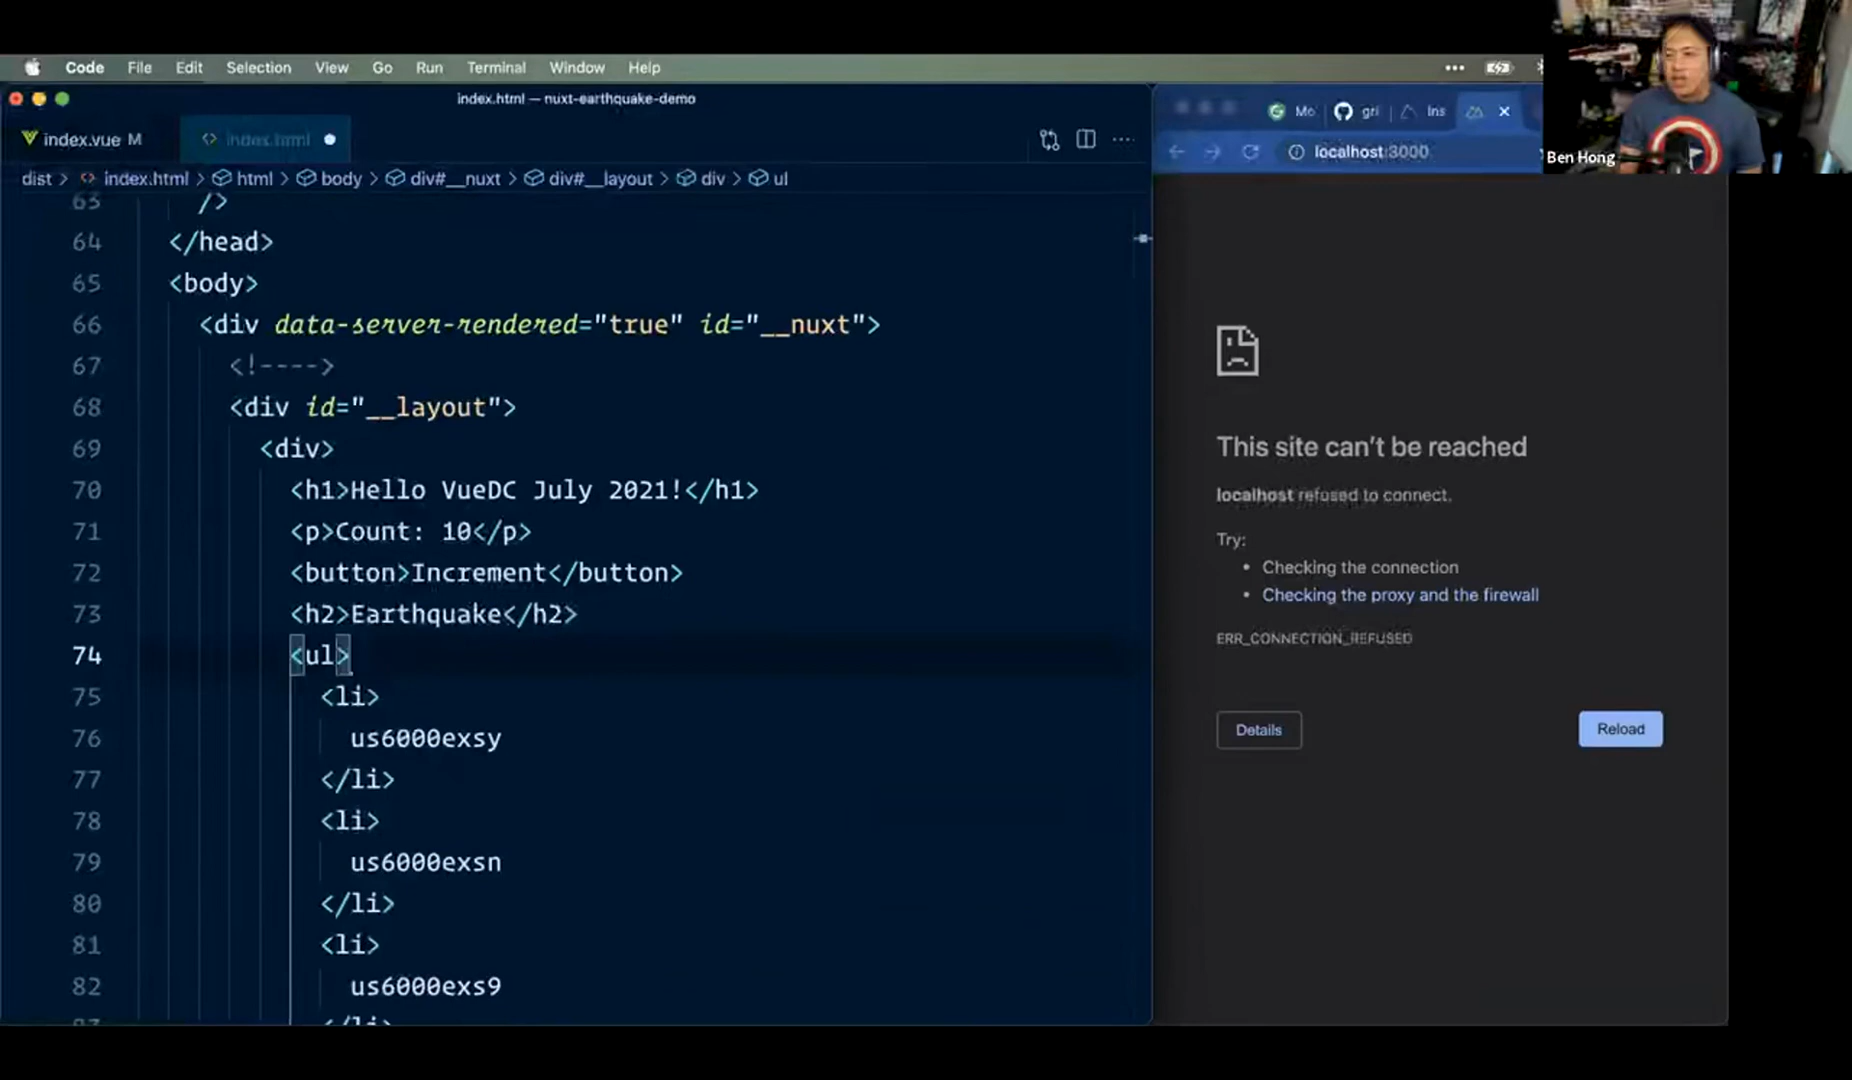 Code File Edit Selection View Go Run Terminal Window Help
index.html — nuxt-earthquake-demo
index.vue M
index.html
dist > index.html > html > body > div#__nuxt > div#__layout > div > ul
63 />
64 </head>
65 <body>
66 <div data-server-rendered="true" id="__nuxt">
67 <!---->
68 <div id="__layout">
69 <div>
70 <h1>Hello VueDC July 2021!</h1>
71 <p>Count: 10</p>
72 <button>Increment</button>
73 <h2>Earthquake</h2>
74 <ul>
75 <li>
76 us6000exsy
77 </li>
78 <li>
79 us6000exsn
80 </li>
81 <li>
82 us6000exs9
</li>
Mo
gri
Ins
localhost:3000
This site can't be reached
localhost refused to connect.
Try:
• Checking the connection
• Checking the proxy and the firewall
ERR_CONNECTION_REFUSED
Details
Reload
Ben Hong